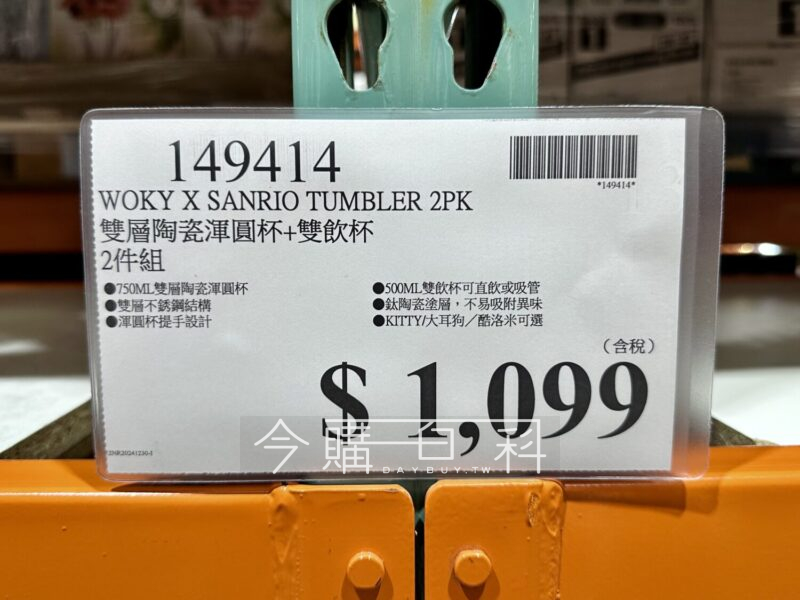 149414
*149414*
WOKY X SANRIO TUMBLER 2PK
雙層陶瓷渾圓杯+雙飲杯
2件組
●750ML雙層陶瓷渾圓杯
●雙層不銹鋼結構
●渾圓杯提手設計
●500ML雙飲杯可直飲或吸管
●鈦陶瓷塗層,不易吸附異味
●KITTY/大耳狗／酷洛米可選
(含稅)
$ 1,099
今購百科
DAYBUY.TW